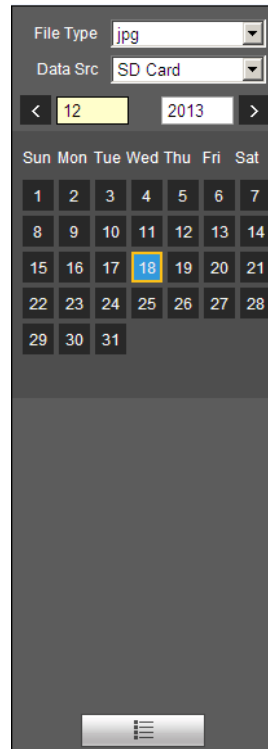 File Type jpg
Data Src SD Card
< 12 2013 >
Sun Mon Tue Wed Thu Fri Sat
1 2 3 4 5 6 7
8 9 10 11 12 13 14
15 16 17 18 19 20 21
22 23 24 25 26 27 28
29 30 31